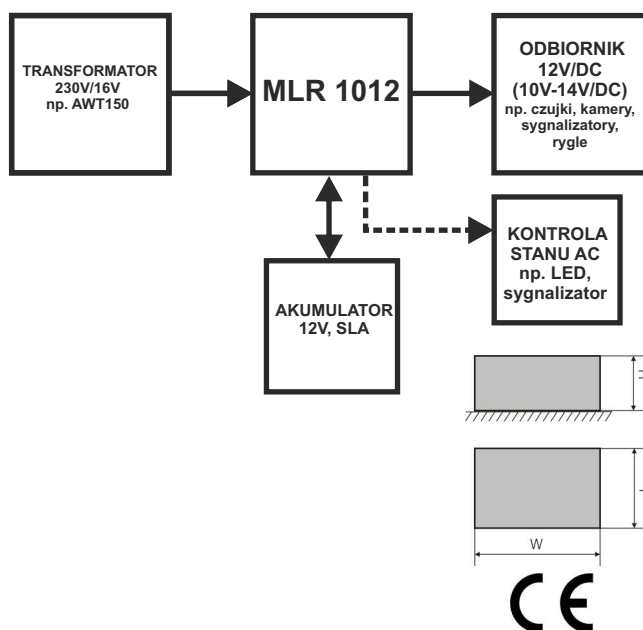 TRANSFORMATOR
230V/16V
np. AWT150
MLR 1012
ODBIORNIK
12V/DC
(10V-14V/DC)
np. czujki, kamery,
sygnalizatory,
rygle
KONTROLA
STANU AC
np. LED,
sygnalizator
AKUMULATOR
12V, SLA
W
CE